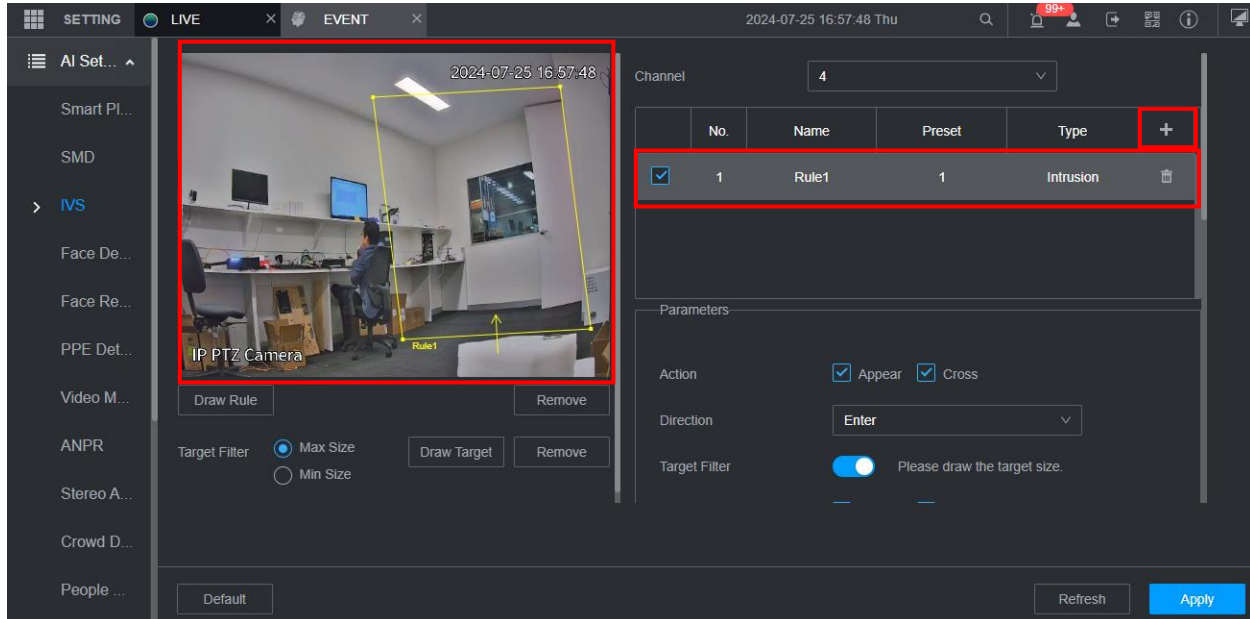 SETTING LIVE × EVENT × 2024-07-25 16:57:48 Thu 99+
AI Set...
Smart Pl...
SMD
IVS
Face De...
Face Re...
PPE Det...
Video M...
ANPR
Stereo A...
Crowd D...
People ...
2024-07-25 16:57:48
Rule1
IP PTZ Camera
Draw Rule Remove
Target Filter Max Size Draw Target Remove
Min Size
Channel 4
No. Name Preset Type +
1 Rule1 1 Intrusion
Parameters
Action Appear Cross
Direction Enter
Target Filter Please draw the target size.
Default Refresh Apply